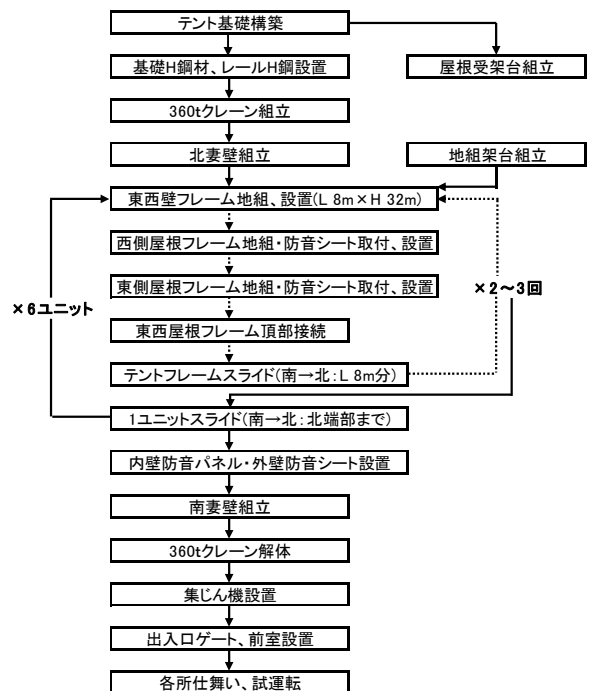 テント基礎構築
基礎H鋼材、レールH鋼設置
屋根受架台組立
360tクレーン組立
北妻壁組立
地組架台組立
東西壁フレーム地組、設置(L 8m×H 32m)
西側屋根フレーム地組・防音シート取付、設置
東側屋根フレーム地組・防音シート取付、設置
×2～3回
×6ユニット
東西屋根フレーム頂部接続
テントフレームスライド(南→北:L 8m分)
1ユニットスライド(南→北:北端部まで)
内壁防音パネル・外壁防音シート設置
南妻壁組立
360tクレーン解体
集じん機設置
出入口ゲート、前室設置
各所仕舞い、試運転